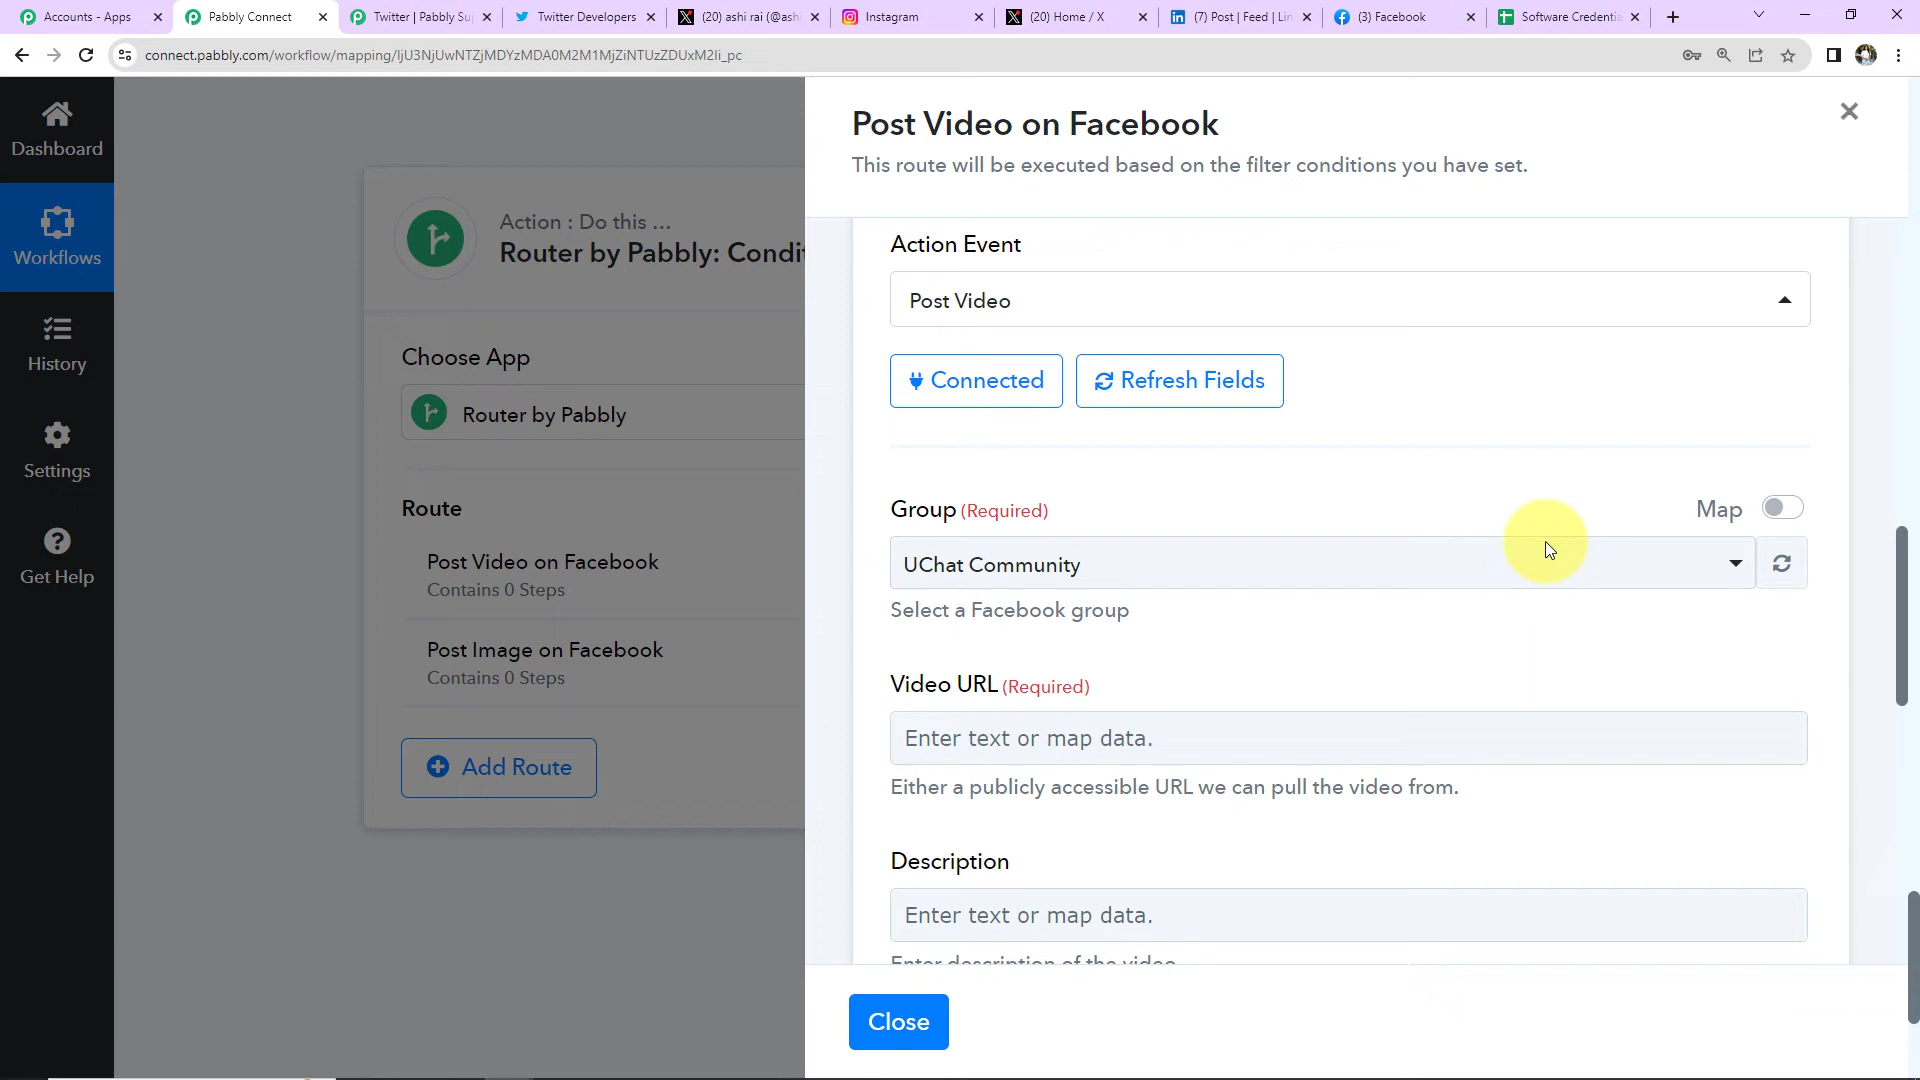 Accounts - Apps
Pabbly Connect
Twitter | Pabbly Su
Twitter Developers
(20) ashi rai (@ash
Instagram
(20) Home / X
(7) Post | Feed | Lin
(3) Facebook
Software Credentia
connect.pabbly.com/workflow/mapping/IjU3NjUwNTZjMDYzMDA0M2M1MjZiNTUzZDUxM2Ii_pc
Dashboard
Workflows
History
Settings
Get Help
Action : Do this ...
Router by Pabbly: Condi
Choose App
Router by Pabbly
Route
Post Video on Facebook
Contains 0 Steps
Post Image on Facebook
Contains 0 Steps
Add Route
Post Video on Facebook
This route will be executed based on the filter conditions you have set.
Action Event
Post Video
Connected
Refresh Fields
Group (Required)
Map
UChat Community
Select a Facebook group
Video URL (Required)
Enter text or map data.
Either a publicly accessible URL we can pull the video from.
Description
Enter text or map data.
Enter description of the video
Close